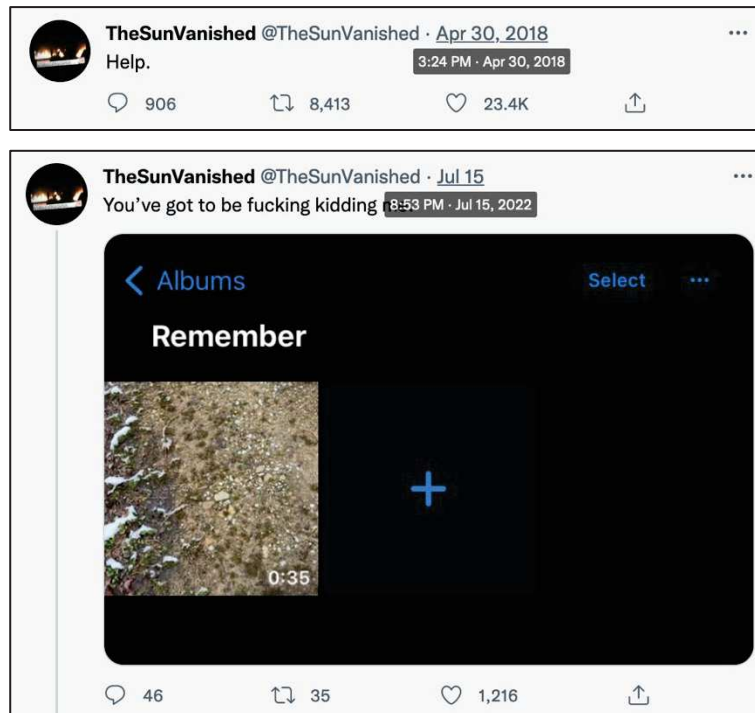 TheSunVanished @TheSunVanished · Apr 30, 2018 ···
Help.
3:24 PM · Apr 30, 2018
906 8,413 23.4K
TheSunVanished @TheSunVanished · Jul 15 ···
You've got to be fucking kidding
8:53 PM · Jul 15, 2022
Albums Select ···
Remember
0:35
46 35 1,216